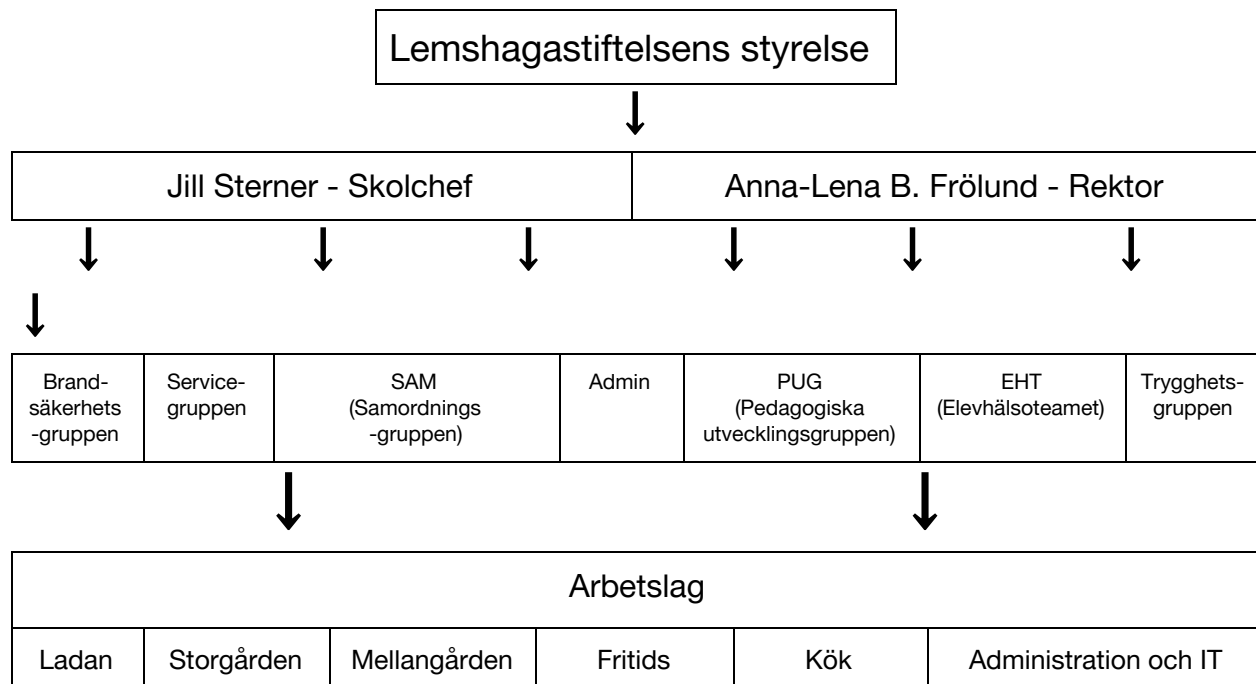 Lemshagastiftelsens styrelse
Jill Sterner - Skolchef
Anna-Lena B. Frölund - Rektor
Brand-
säkerhets
-gruppen
Service-
gruppen
SAM
(Samordnings
-gruppen)
Admin
PUG
(Pedagogiska
utvecklingsgruppen)
EHT
(Elevhälsoteamet)
Trygghets-
gruppen
Arbetslag
Ladan
Storgården
Mellangården
Fritids
Kök
Administration och IT